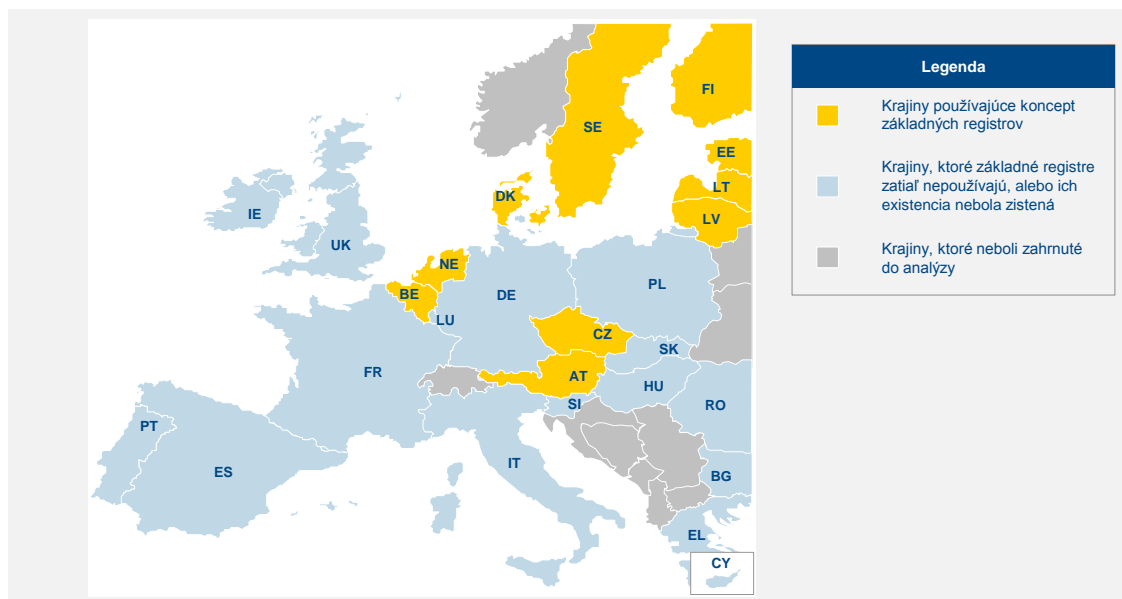 FI
SE
EE
LT
LV
DK
IE
UK
NE
BE
DE
PL
LU
CZ
SK
FR
AT
HU
SI
RO
PT
ES
IT
BG
EL
CY
Legenda
Krajiny používajúce koncept
základných registrov
Krajiny, ktoré základné registre
zatiaľ nepoužívajú, alebo ich
existencia nebola zistená
Krajiny, ktoré neboli zahrnuté
do analýzy